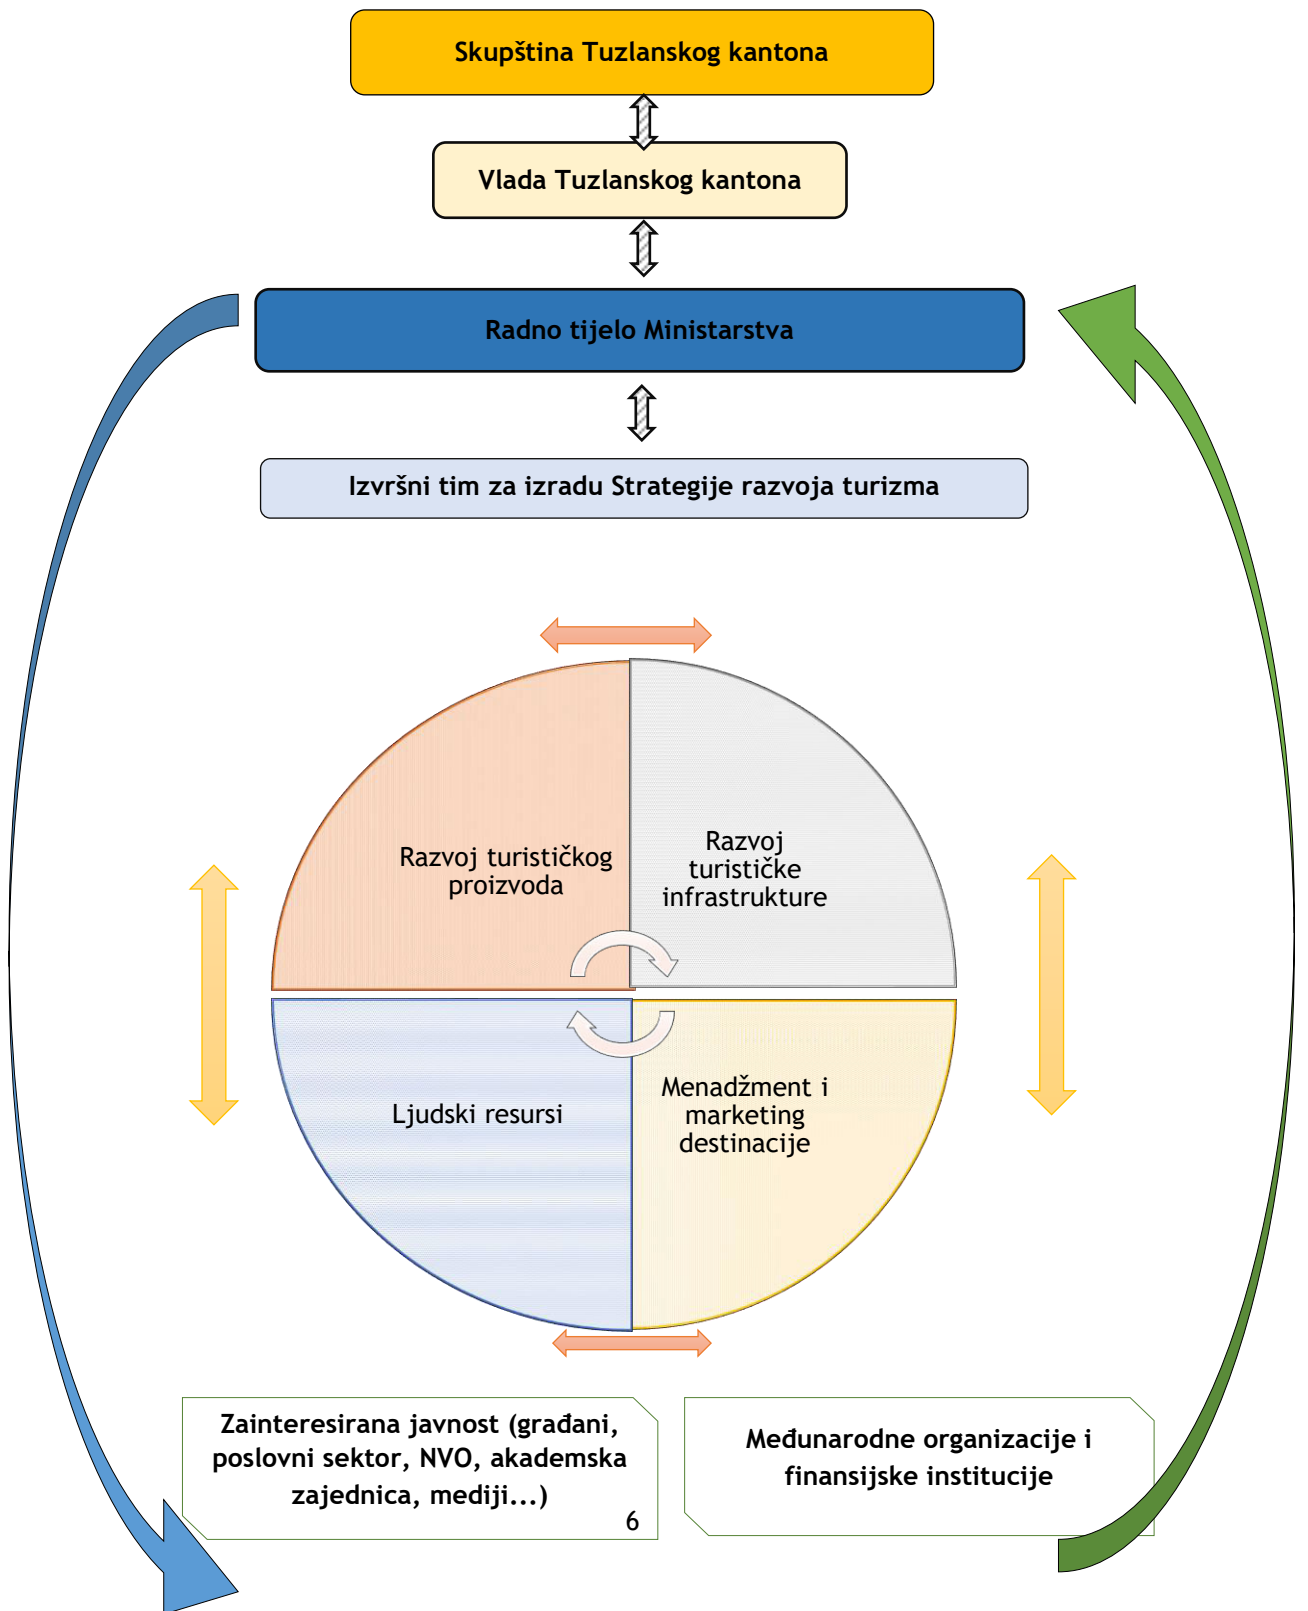 Skupština Tuzlanskog kantona
Vlada Tuzlanskog kantona
Radno tijelo Ministarstva
Izvršni tim za izradu Strategije razvoja turizma
Razvoj turističkog
proizvoda
Razvoj
turističke
infrastrukture
Ljudski resursi
Menadžment i
marketing
destinacije
Zainteresirana javnost (građani,
poslovni sektor, NVO, akademska
zajednica, mediji...)
6
Međunarodne organizacije i
finansijske institucije